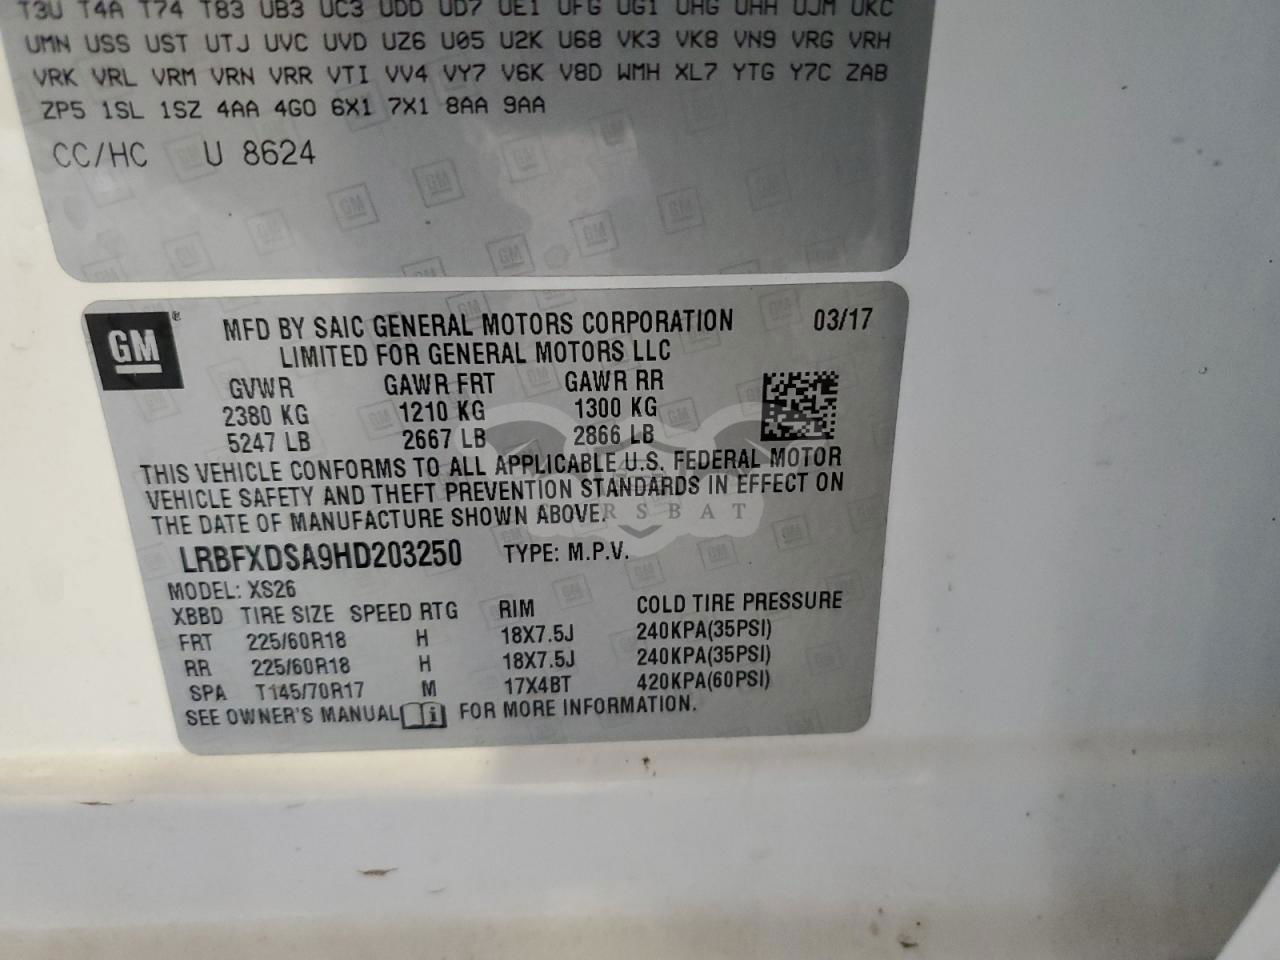 T3U T4A T74 T83 UB3 UC3 UDD UD7 UE1 UFG UG1 UHG UHH UJM UKC
UMN USS UST UTJ UVC UVD UZ6 U05 U2K U68 VK3 VK8 VN9 VRG VRH
VRK VRL VRM VRN VRR VTI VV4 VY7 V6K V8D WMH XL7 YTG Y7C ZAB
ZP5 1SL 1SZ 4AA 4GO 6X1 7X1 8AA 9AA
CC/HC U 8624
GM ® MFD BY SAIC GENERAL MOTORS CORPORATION 03/17
LIMITED FOR GENERAL MOTORS LLC
GVWR GAWR FRT GAWR RR
2380 KG 1210 KG 1300 KG
5247 LB 2667 LB 2866 LB
THIS VEHICLE CONFORMS TO ALL APPLICABLE U.S. FEDERAL MOTOR
VEHICLE SAFETY AND THEFT PREVENTION STANDARDS IN EFFECT ON
THE DATE OF MANUFACTURE SHOWN ABOVE.
LRBFXDSA9HD203250 TYPE: M.P.V.
MODEL: XS26
XBBD TIRE SIZE SPEED RTG RIM COLD TIRE PRESSURE
FRT 225/60R18 H 18X7.5J 240KPA(35PSI)
RR 225/60R18 H 18X7.5J 240KPA(35PSI)
SPA T145/70R17 M 17X4BT 420KPA(60PSI)
SEE OWNER'S MANUAL FOR MORE INFORMATION.